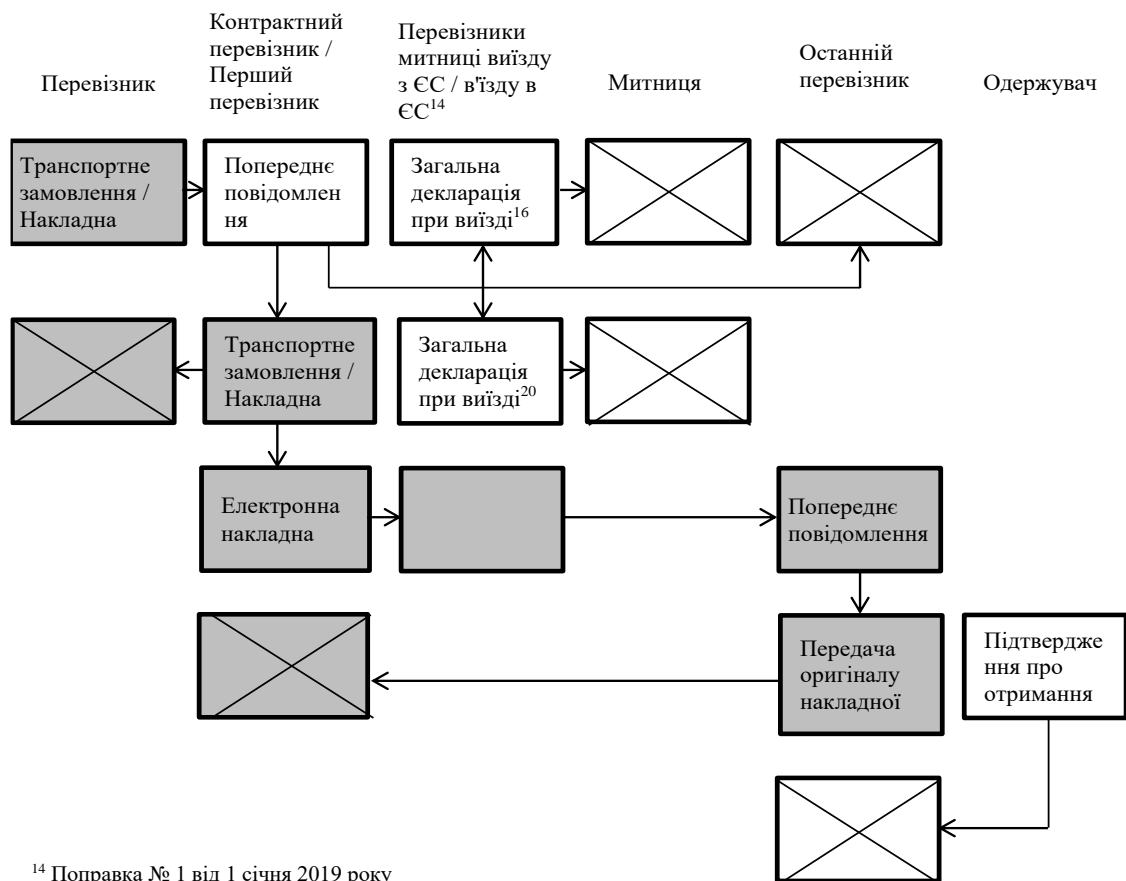 Перевізник
Контрактний
перевізник /
Перший
перевізник
Перевізники
митниці виїзду
з ЄС / в'їзду в
ЄС14
Митниця
Останній
перевізник
Одержувач
Транспортне
замовлення /
Накладна
Попереднє
повідомлен
ня
Загальна
декларація
при виїзді16
Транспортне
замовлення /
Накладна
Загальна
декларація
при виїзді20
Електронна
накладна
Попереднє
повідомлення
Передача
оригіналу
накладної
Підтвердже
ння про
отримання
14 Поправка № 1 від 1 січня 2019 року